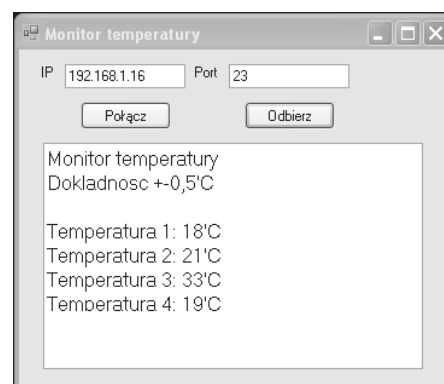 Monitor temperatury
IP 192.168.1.16 Port 23
Połącz Odbierz
Monitor temperatury
Dokladnosc +-0,5'C
Temperatura 1: 18'C
Temperatura 2: 21'C
Temperatura 3: 33'C
Temperatura 4: 19'C